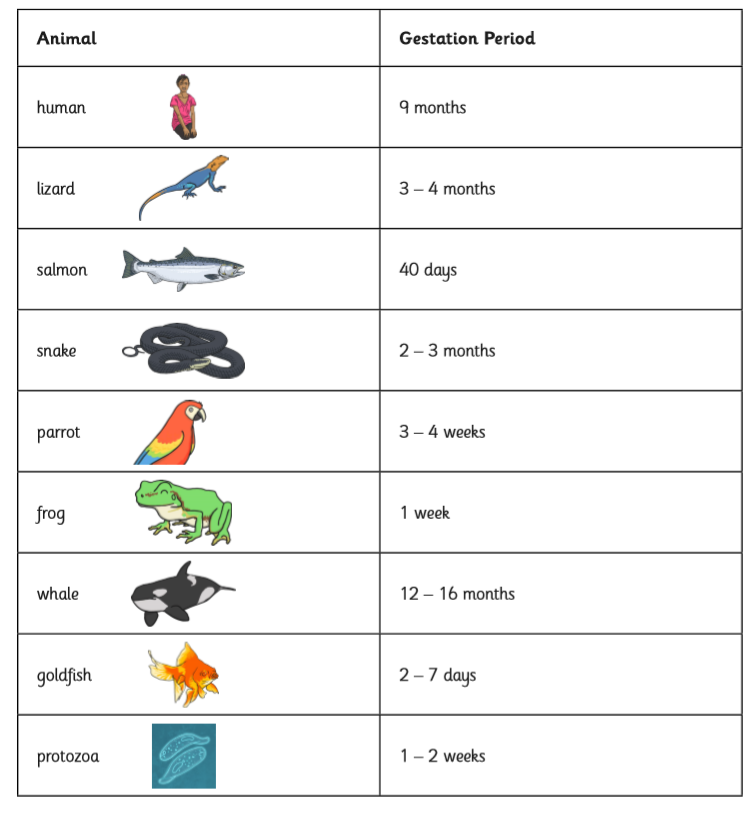 Animal Gestation Period
human 9 months
lizard 3 – 4 months
salmon 40 days
snake 2 – 3 months
parrot 3 – 4 weeks
frog 1 week
whale 12 – 16 months
goldfish 2 – 7 days
protozoa 1 – 2 weeks